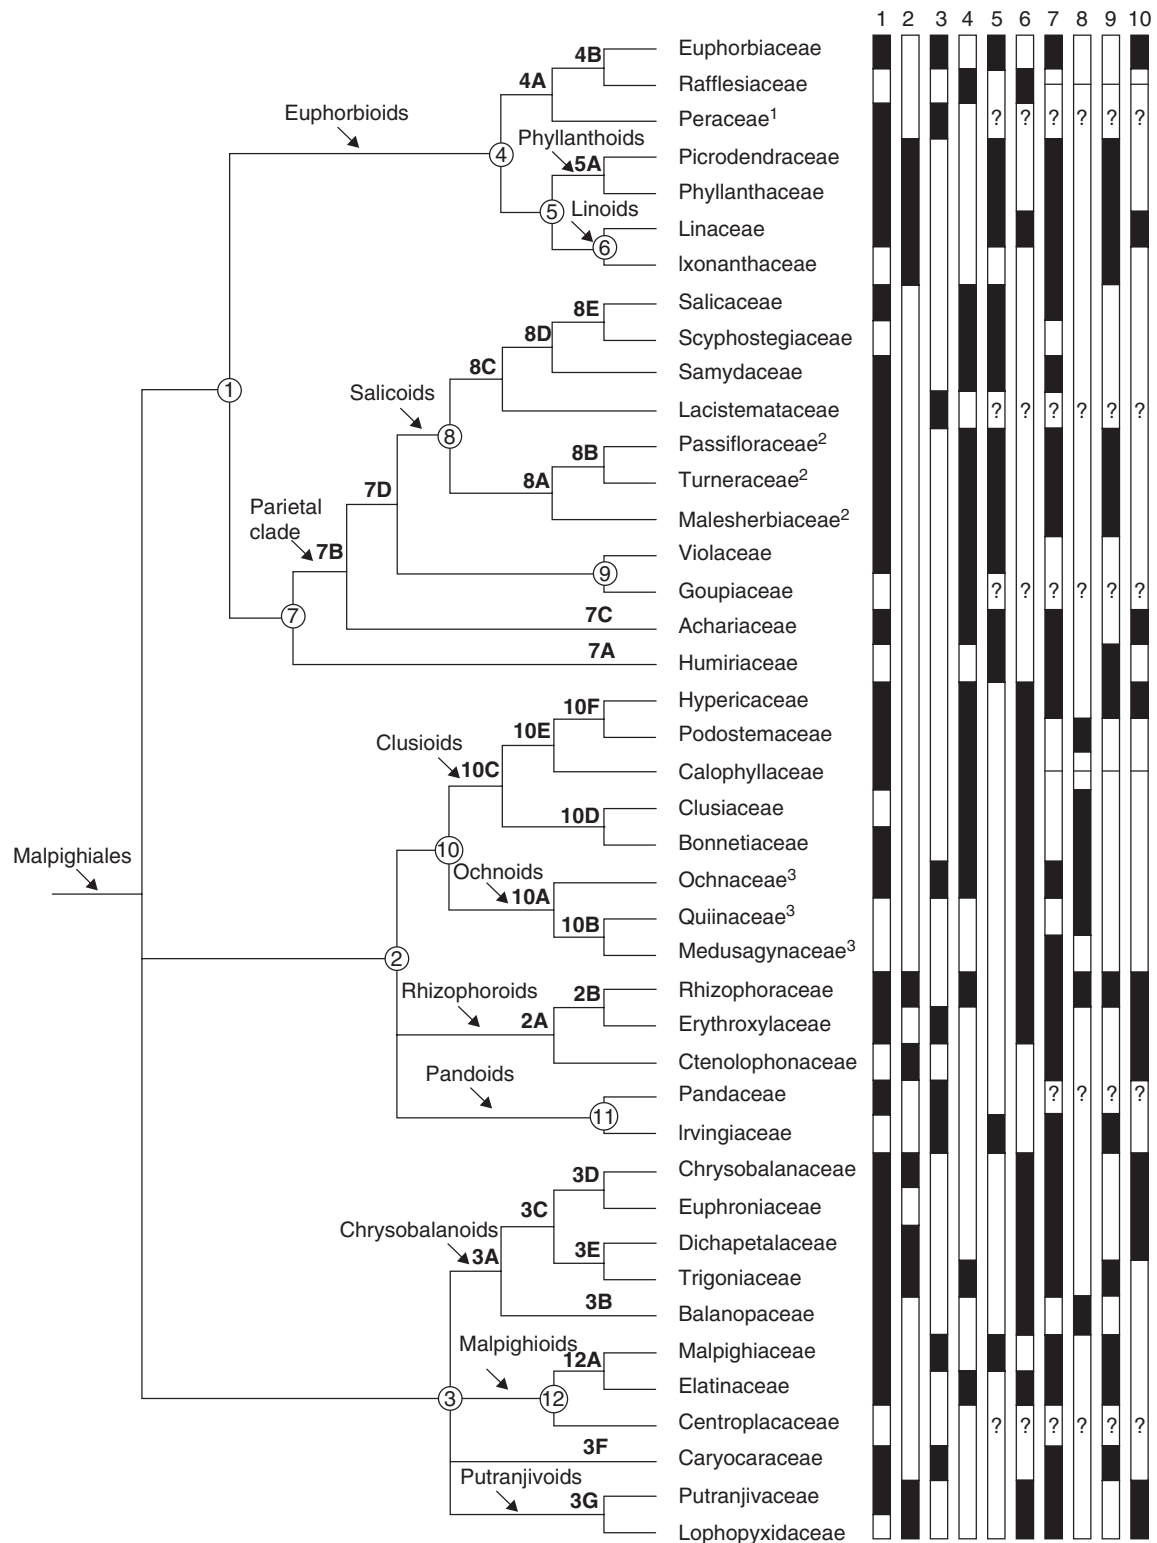 1 2 3 4 5 6 7 8 9 10
4B Euphorbiaceae
4A Rafflesiaceae
Euphorbioids Peraceae¹ ? ? ? ? ? ?
Phyllanthoids
4 5A Picrodendraceae
Phyllanthaceae
5 Linoids Linaceae
6 Ixonanthaceae
8E Salicaceae
8D Scyphostegiaceae
8C Samydaceae
1 Salicoids Lacistemataceae ? ? ? ? ? ?
8 8B Passifloraceae²
7D 8A Turneraceae²
Parietal
clade Malesherbiaceae²
7B Violaceae
9 Goupiaceae ? ? ? ? ? ?
7 7C Achariaceae
7A Humiriaceae
10F Hypericaceae
10E Podostemaceae
Clusioids 10C Calophyllaceae
10D Clusiaceae
10 Bonnetiaceae
Malpighiales Ochnoids Ochnaceae³
10A 10B Quiinaceae³
2 Medusagynaceae³
Rhizophoroids 2B Rhizophoraceae
2A Erythroxylaceae
Ctenolophonaceae
Pandoids Pandaceae ? ? ? ?
11 Irvingiaceae
3D Chrysobalanaceae
3C Euphroniaceae
Chrysobalanoids 3A 3E Dichapetalaceae
Trigoniaceae
3B Balanopaceae
Malpighioids 12A Malpighiaceae
3 12 Elatinaceae
Centroplacaceae ? ? ? ? ? ?
3F Caryocaraceae
Putranjivoids 3G Putranjivaceae
Lophopyxidaceae